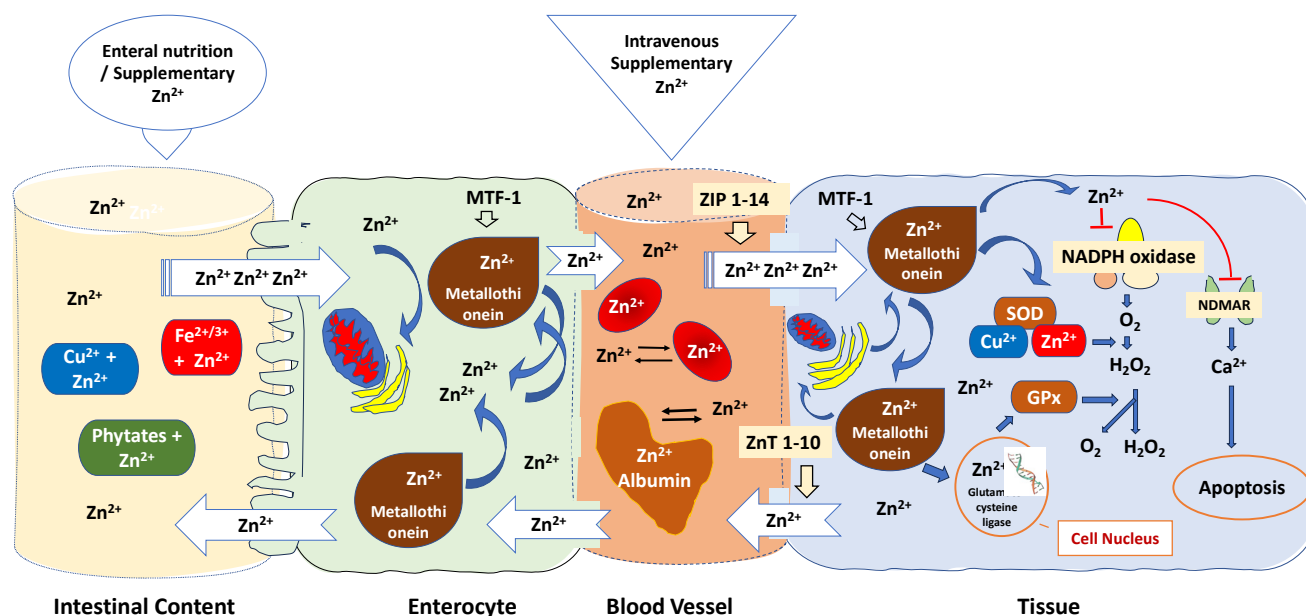 Enteral nutrition
/ Supplementary
Zn²⁺
Intravenous
Supplementary
Zn²⁺
Zn²⁺ Zn²⁺
Zn²⁺ Zn²⁺ Zn²⁺
Zn²⁺
Fe²⁺/³⁺
+ Zn²⁺
Cu²⁺ +
Zn²⁺
Phytates +
Zn²⁺
Zn²⁺
Zn²⁺
MTF-1
Zn²⁺
Zn²⁺
Metallothi
onein
Zn²⁺
Zn²⁺
Zn²⁺
Zn²⁺
Zn²⁺
Metallothi
onein
Zn²⁺
Zn²⁺
ZIP 1-14
Zn²⁺
Zn²⁺ Zn²⁺ Zn²⁺
Zn²⁺
Zn²⁺
Zn²⁺
Zn²⁺
Zn²⁺
Albumin
ZnT 1-10
Zn²⁺
MTF-1
Zn²⁺
Metallothi
onein
Zn²⁺
NADPH oxidase
O₂
H₂O₂
SOD
Cu²⁺
Zn²⁺
NDMAR
Ca²⁺
Apoptosis
Zn²⁺
Zn²⁺
Metallothi
onein
GPx
O₂
H₂O₂
Zn²⁺
cysteine
ligase
Zn²⁺
Cell Nucleus
Intestinal Content
Enterocyte
Blood Vessel
Tissue